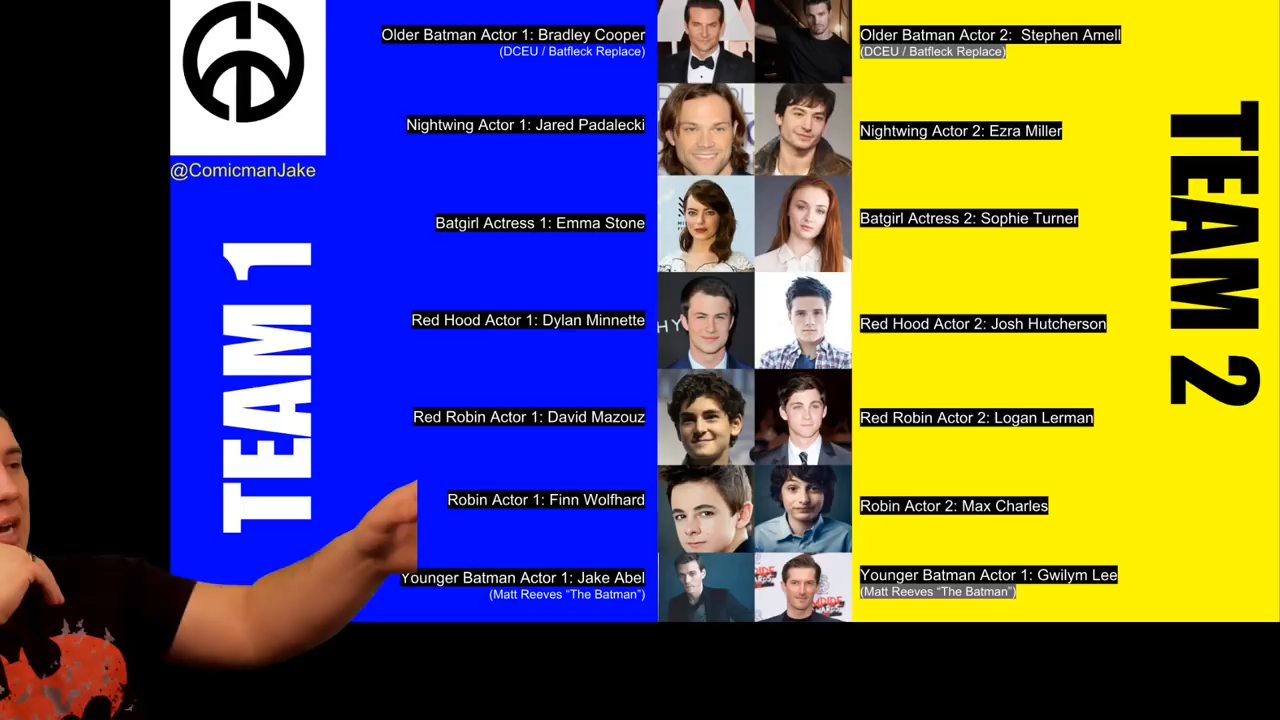 Older Batman Actor 1: Bradley Cooper
(DCEU / Batfleck Replace)
Nightwing Actor 1: Jared Padalecki
@ComicmanJake
Batgirl Actress 1: Emma Stone
TEAM 1
Red Hood Actor 1: Dylan Minnette
Red Robin Actor 1: David Mazouz
Robin Actor 1: Finn Wolfhard
Younger Batman Actor 1: Jake Abel
(Matt Reeves “The Batman”)
Older Batman Actor 2:  Stephen Amell
(DCEU / Batfleck Replace)
Nightwing Actor 2: Ezra Miller
Batgirl Actress 2: Sophie Turner
TEAM 2
Red Hood Actor 2: Josh Hutcherson
Red Robin Actor 2: Logan Lerman
Robin Actor 2: Max Charles
Younger Batman Actor 1: Gwilym Lee
(Matt Reeves “The Batman”)